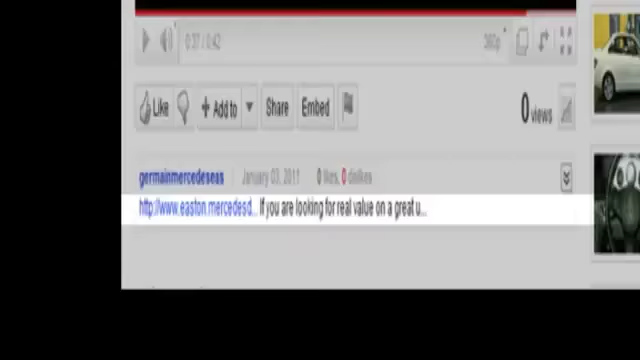 0:37 / 0:42 360p
Like Add to Share Embed 0 views
germainmercedeseas January 03, 2011 0 likes, 0 dislikes
http://www.easton.mercedesd... If you are looking for real value on a great u...